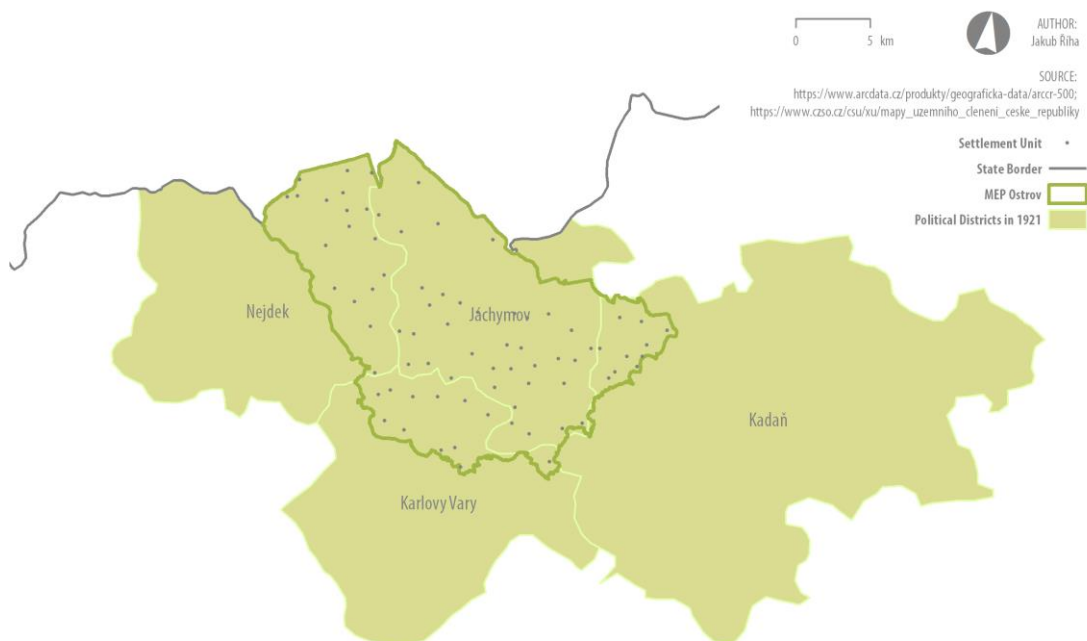 0 5 km
AUTHOR:
Jakub Říha
SOURCE:
https://www.arcdata.cz/produkty/geograficka-data/arccr-500;
https://www.czso.cz/csu/xu/mapy_uzemniho_cleneni_ceske_republiky
Settlement Unit
State Border
MEP Ostrov
Political Districts in 1921
Nejdek
Jáchymov
Kadaň
Karlovy Vary